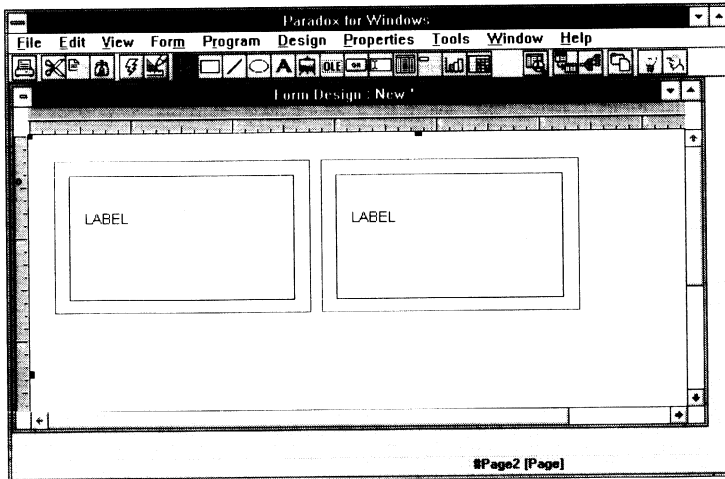 Paradox for Windows
File Edit View Form Program Design Properties Tools Window Help
A OLE OK
Form Design : New *
LABEL LABEL
#Page2 [Page]